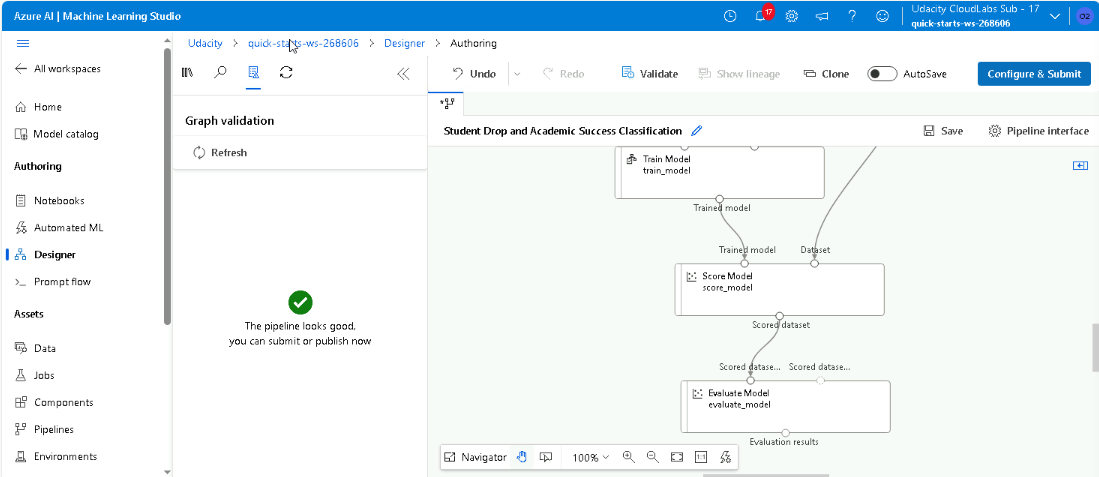 Azure AI | Machine Learning Studio
17
?
Udacity CloudLabs Sub - 17
quick-starts-ws-268606
OZ
Udacity > quick-starts-ws-268606 > Designer > Authoring
All workspaces
Home
Model catalog
Authoring
Notebooks
Automated ML
Designer
Prompt flow
Assets
Data
Jobs
Components
Pipelines
Environments
Graph validation
Refresh
The pipeline looks good,
you can submit or publish now
Undo
Redo
Validate
Show lineage
Clone
AutoSave
Configure & Submit
Student Drop and Academic Success Classification
Save
Pipeline interface
Train Model
train_model
Trained model
Trained model
Dataset
Score Model
score_model
Scored dataset
Scored datase...
Scored datase...
Evaluate Model
evaluate_model
Evaluation results
Navigator
100%
1:1